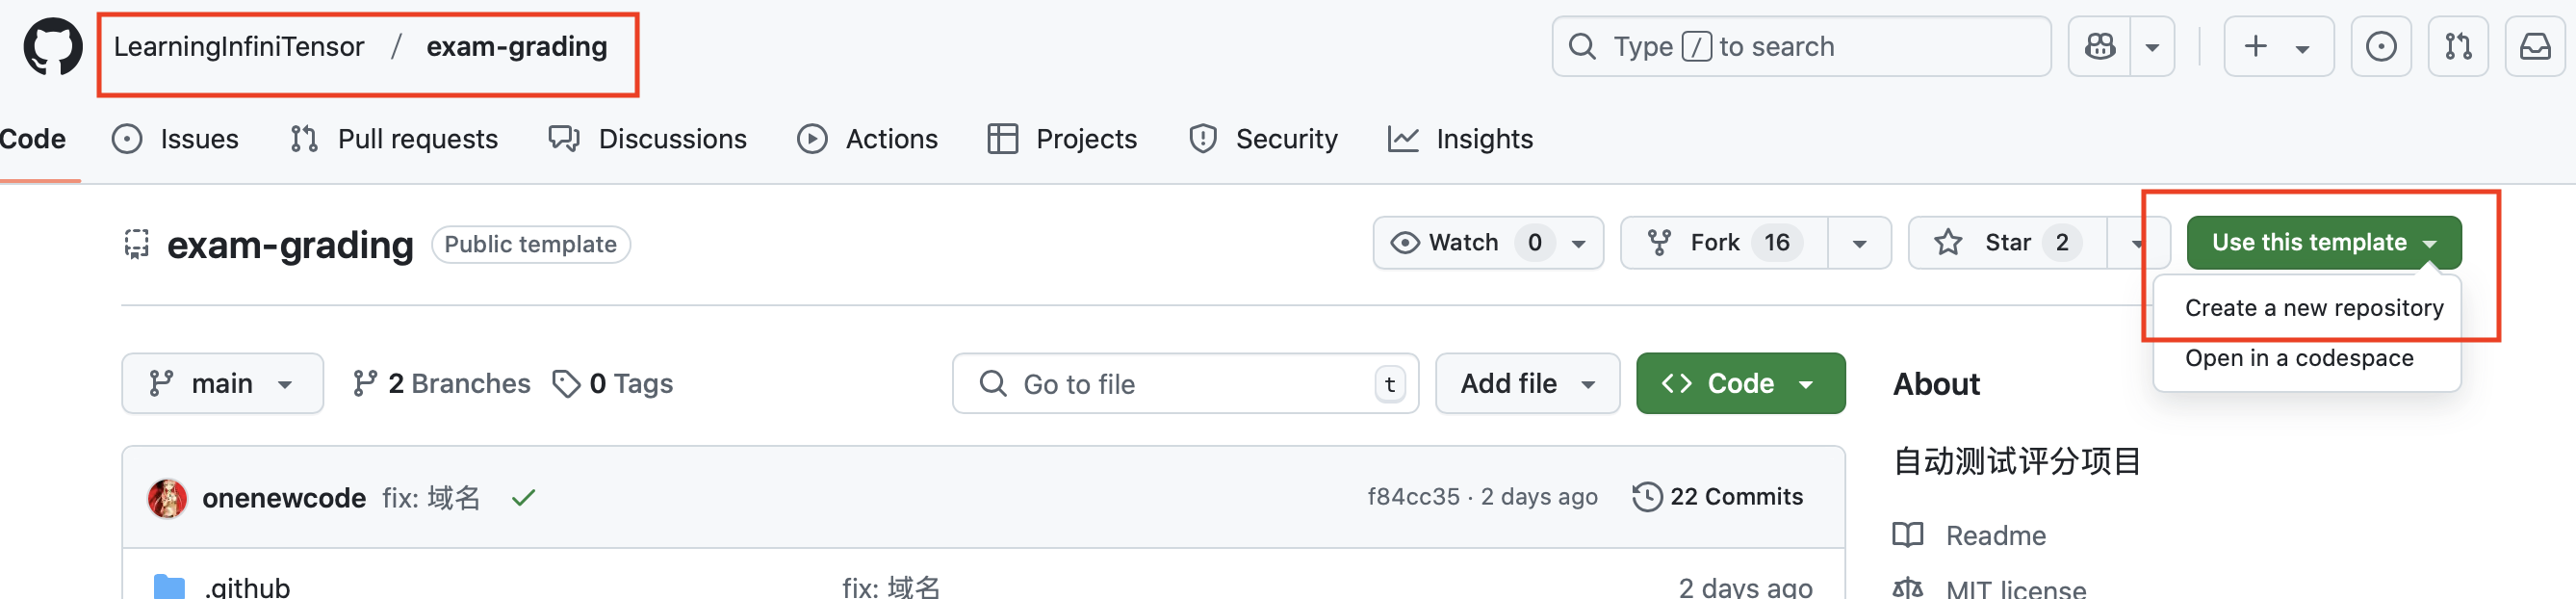 LearningInfiniTensor / exam-grading
Type / to search
Code Issues Pull requests Discussions Actions Projects Security Insights
exam-grading Public template
Watch 0 Fork 16 Star 2 Use this template
Create a new repository
Open in a codespace
main 2 Branches 0 Tags Go to file t Add file Code
About
自动测试评分项目
onenewcode fix: 域名 f84cc35 · 2 days ago 22 Commits
Readme
.github fix: 域名 2 days ago
MIT license